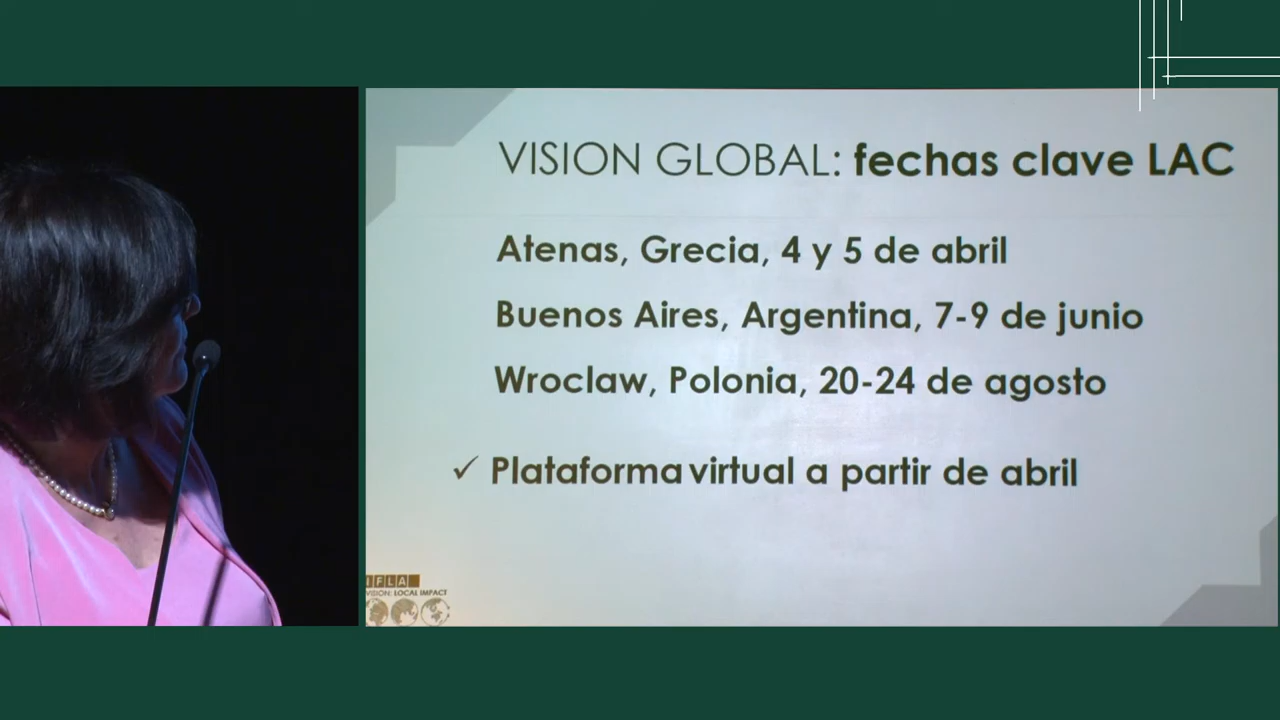 VISION GLOBAL: fechas clave LAC
Atenas, Grecia, 4 y 5 de abril
Buenos Aires, Argentina, 7-9 de junio
Wroclaw, Polonia, 20-24 de agosto
✓ Plataforma virtual a partir de abril
IFLA
VISION: LOCAL IMPACT